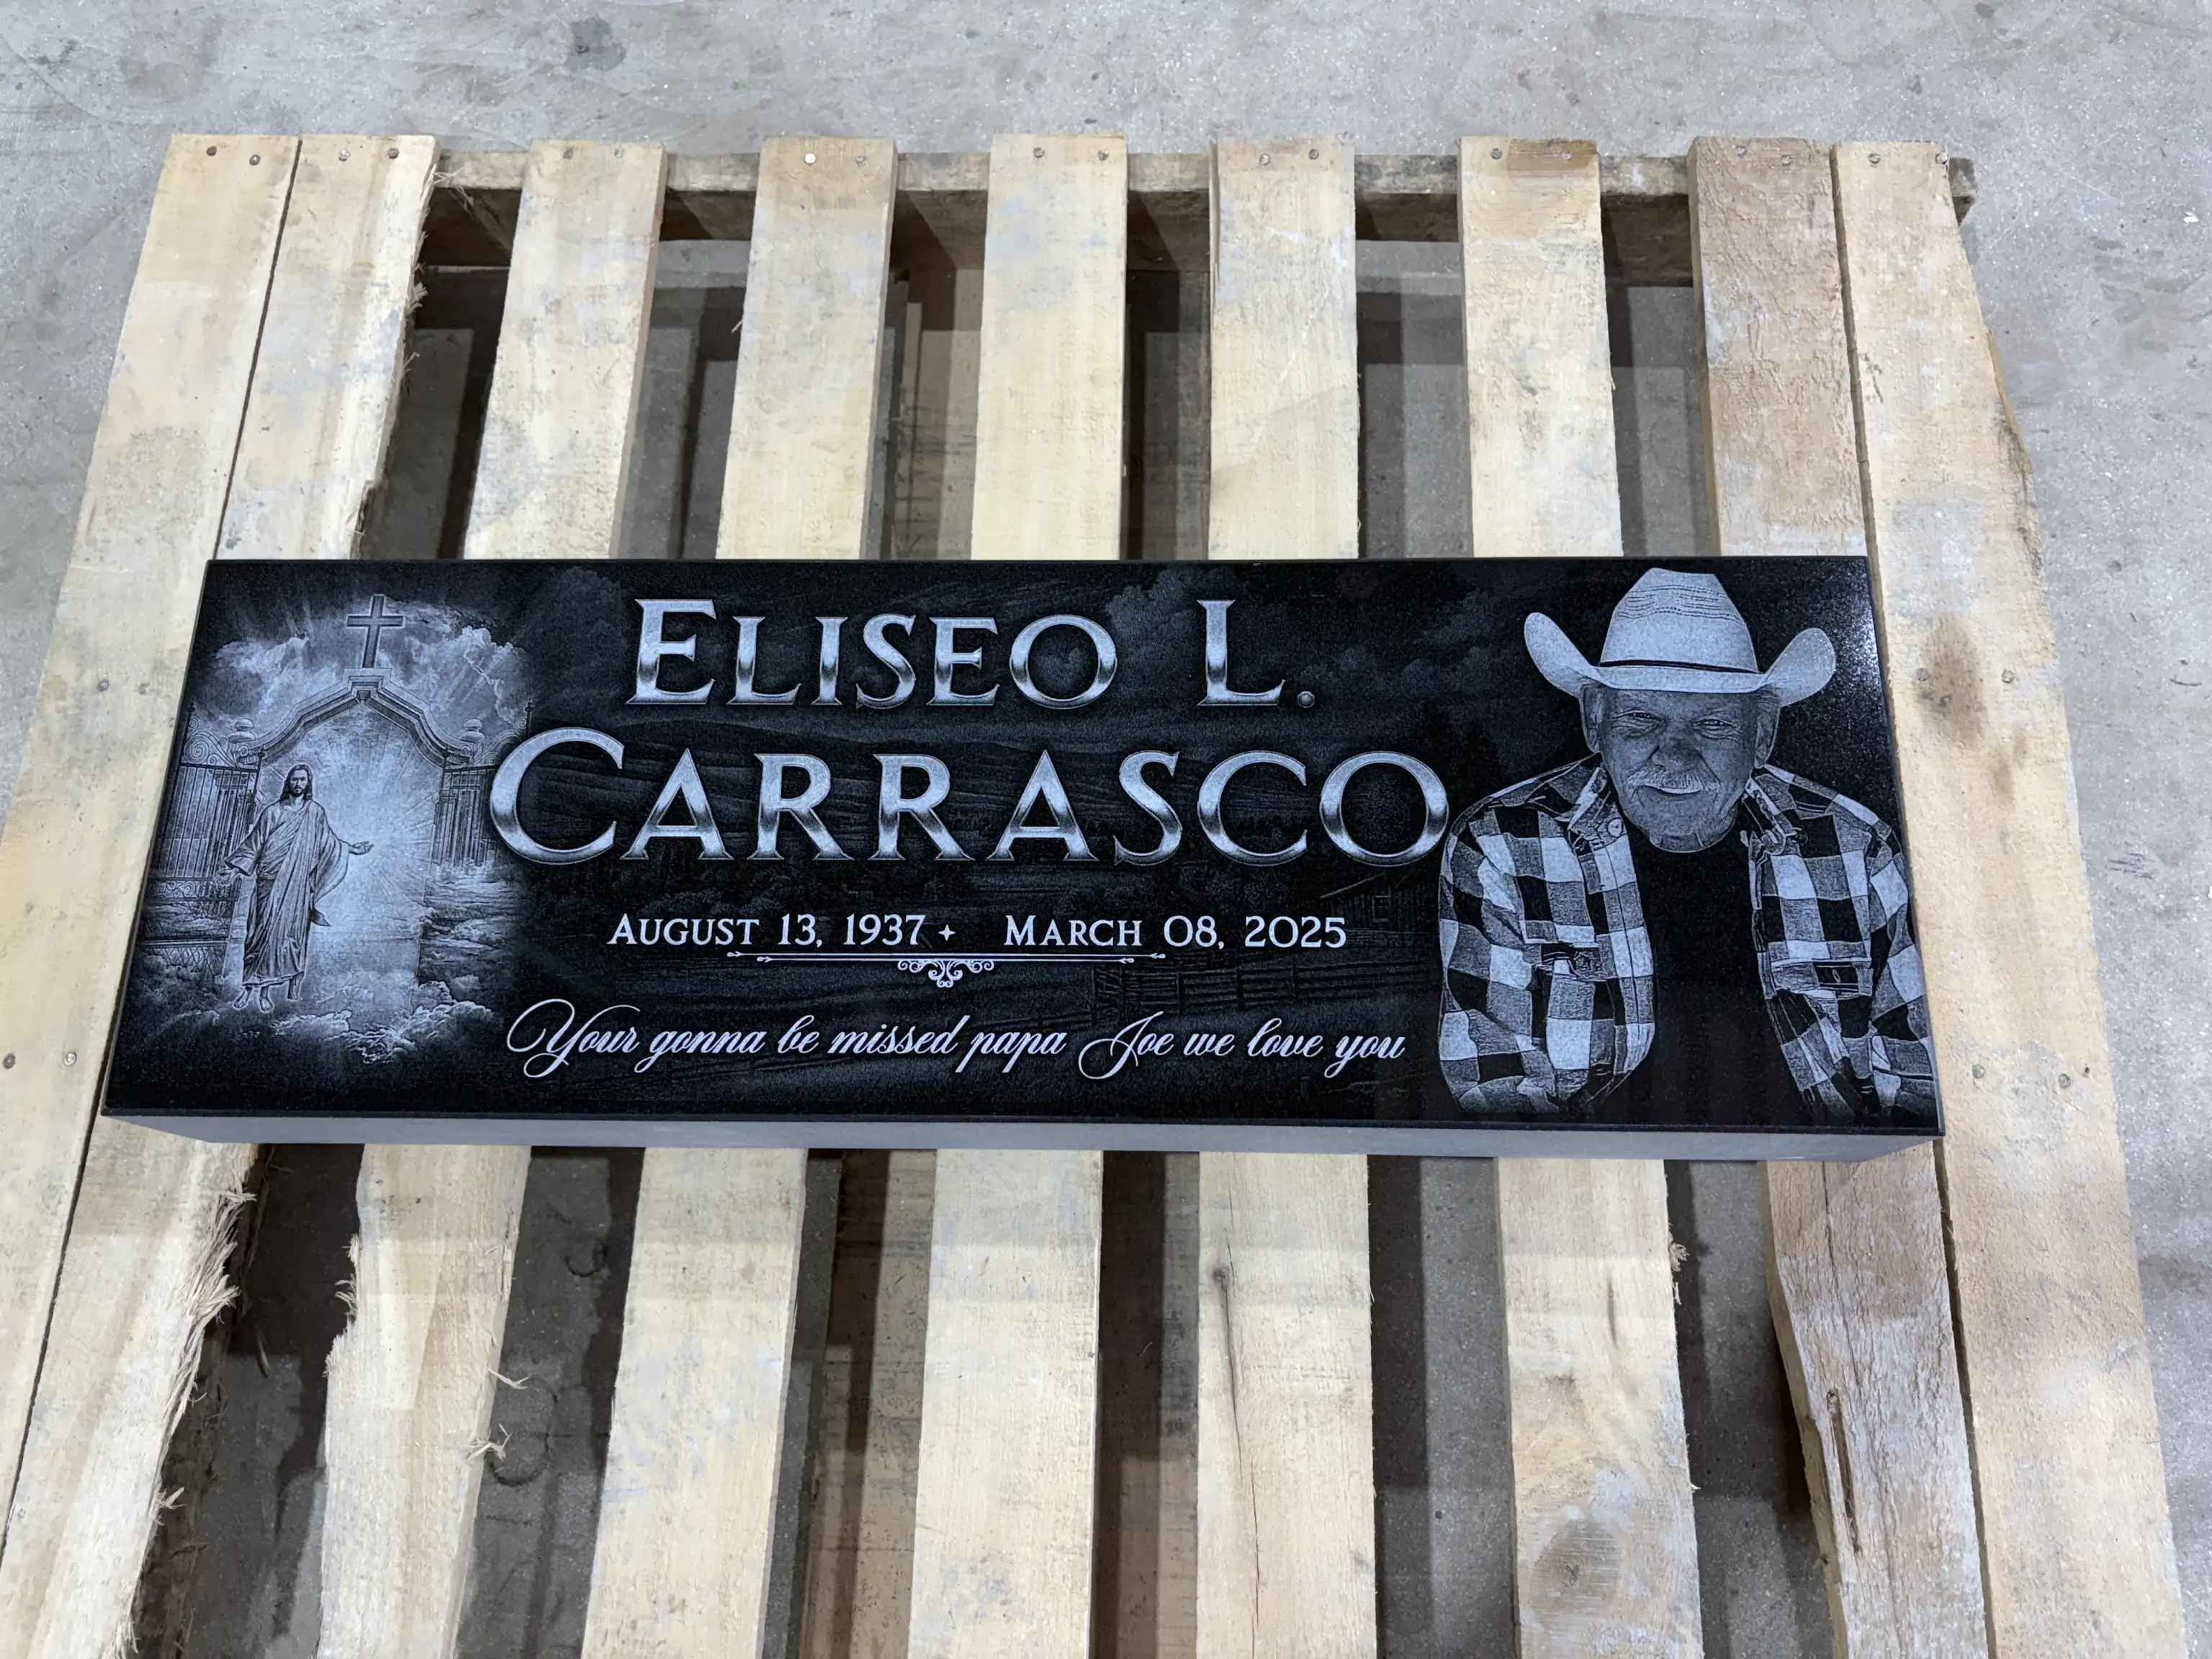 Eliseo L.
Carrasco
August 13, 1937 ✦ March 08, 2025
Your gonna be missed papa Joe we love you